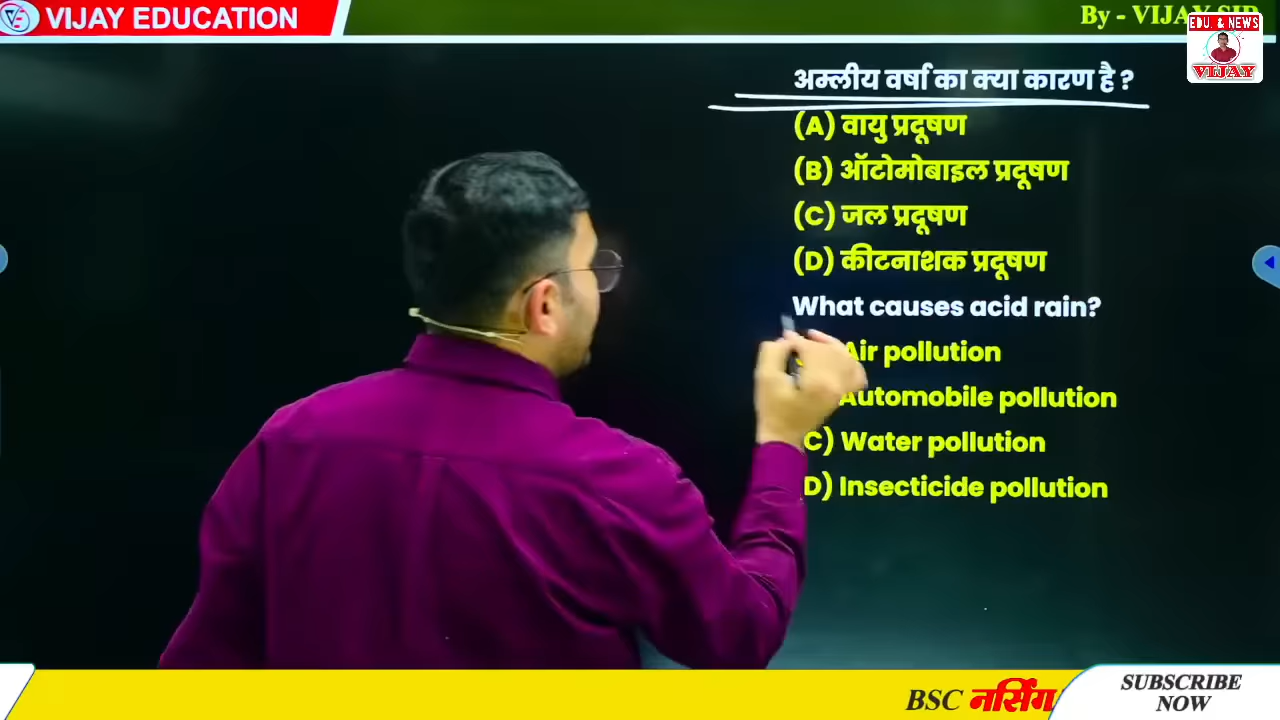 VIJAY EDUCATION
By - VIJAY SIR
EDU. & NEWS
VIJAY
अम्लीय वर्षा का क्या कारण है ?
(A) वायु प्रदूषण
(B) ऑटोमोबाइल प्रदूषण
(C) जल प्रदूषण
(D) कीटनाशक प्रदूषण
What causes acid rain?
Air pollution
Automobile pollution
C) Water pollution
D) Insecticide pollution
BSC नर्सिंग
SUBSCRIBE
NOW